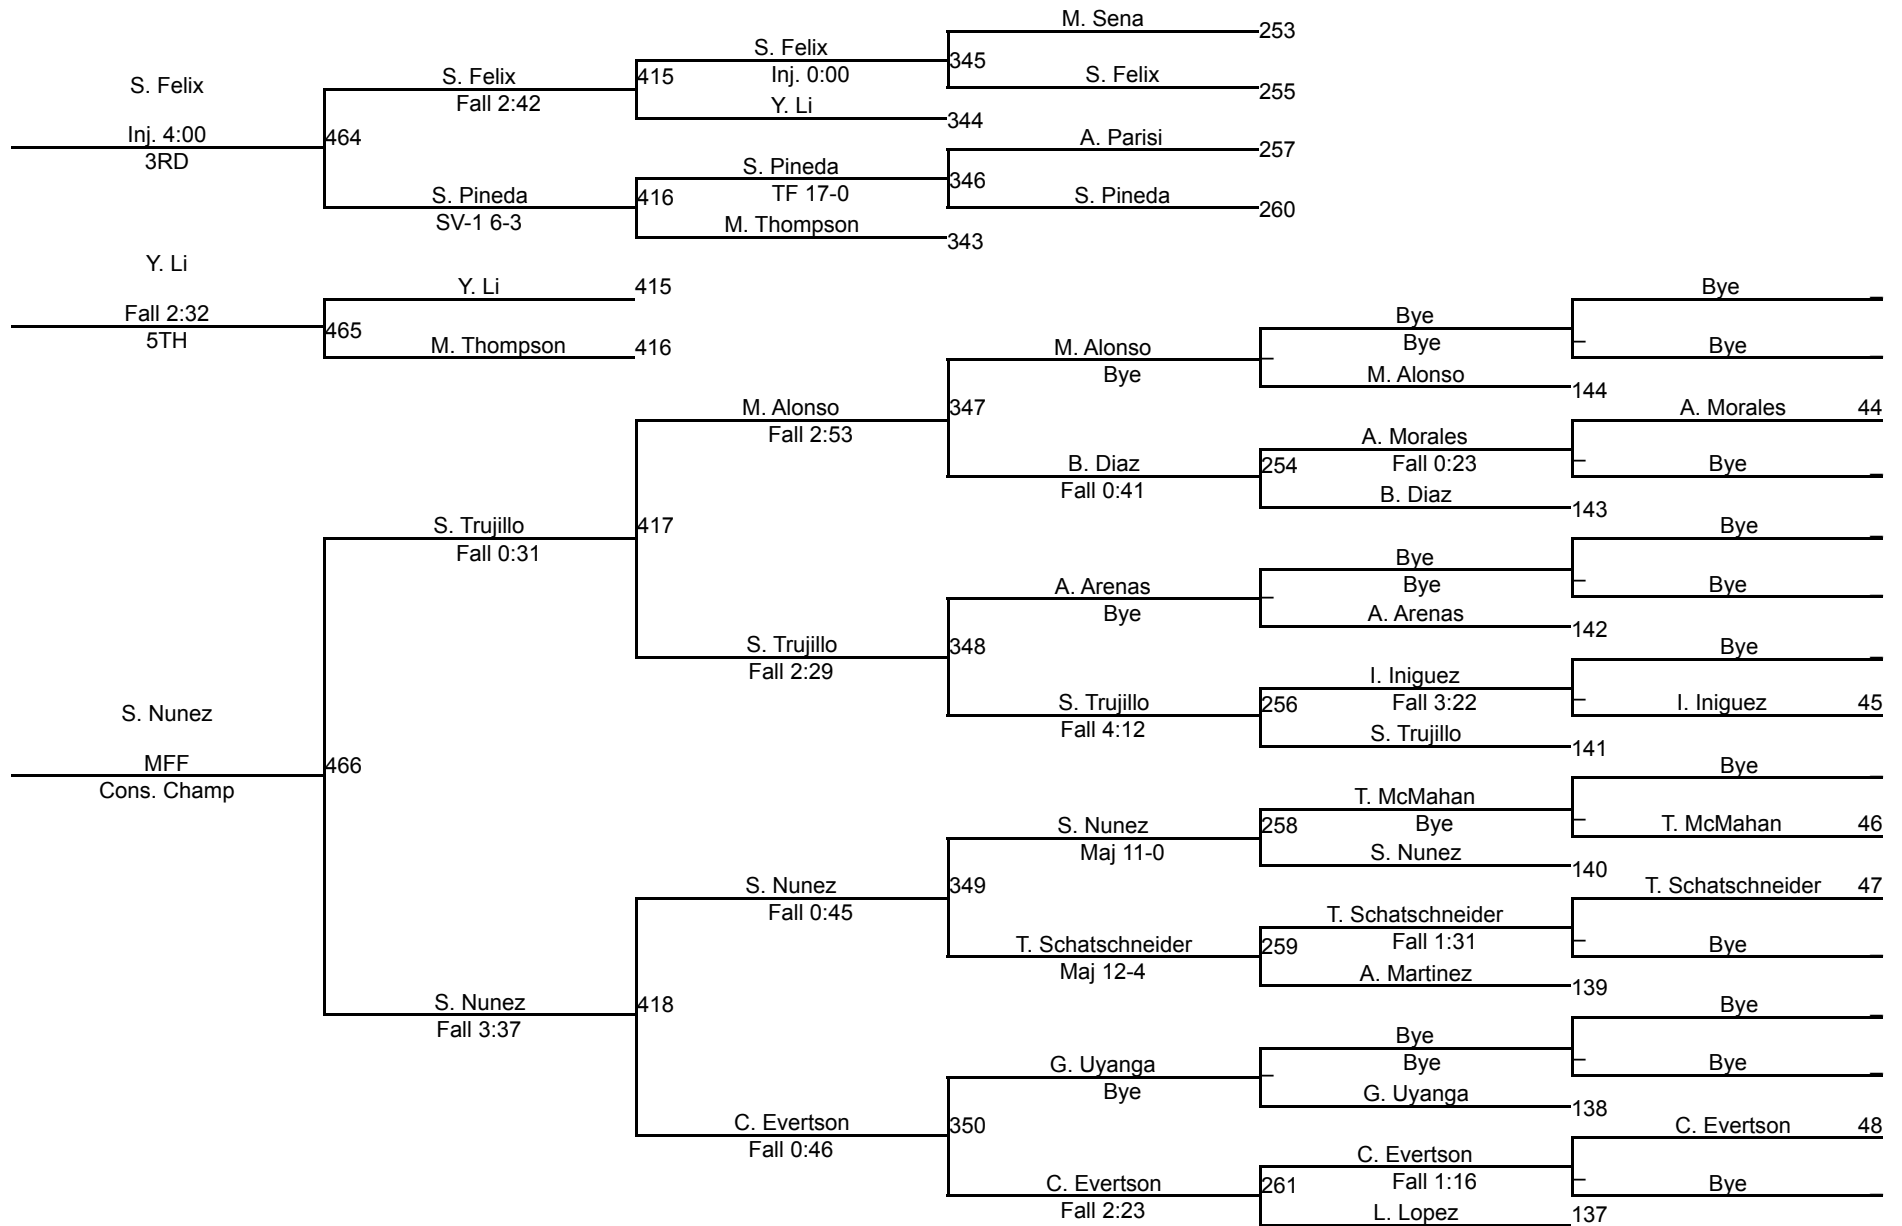 M. Sena
253
S. Felix
345
Inj. 0:00
S. Felix
255
S. Felix
415
Fall 2:42
Y. Li
344
S. Felix
Inj. 4:00
3RD
464
A. Parisi
257
S. Pineda
346
TF 17-0
S. Pineda
260
S. Pineda
416
SV-1 6-3
M. Thompson
343
Y. Li
Fall 2:32
5TH
465
Y. Li
415
M. Thompson
416
Bye
Bye
Bye
Bye
M. Alonso
Bye
M. Alonso
144
M. Alonso
347
Fall 2:53
A. Morales
44
A. Morales
Fall 0:23
Bye
B. Diaz
254
Fall 0:41
B. Diaz
143
S. Trujillo
417
Fall 0:31
Bye
Bye
Bye
Bye
A. Arenas
Bye
A. Arenas
142
S. Trujillo
348
Fall 2:29
Bye
I. Iniguez
Fall 3:22
I. Iniguez
45
S. Trujillo
256
Fall 4:12
S. Trujillo
141
S. Nunez
MFF
Cons. Champ
466
Bye
T. McMahan
Bye
T. McMahan
46
S. Nunez
258
Maj 11-0
S. Nunez
140
S. Nunez
349
Fall 0:45
T. Schatschneider
47
T. Schatschneider
Fall 1:31
Bye
T. Schatschneider
259
Maj 12-4
A. Martinez
139
S. Nunez
418
Fall 3:37
Bye
Bye
Bye
Bye
G. Uyanga
Bye
G. Uyanga
138
C. Evertson
350
Fall 0:46
C. Evertson
48
C. Evertson
Fall 1:16
Bye
C. Evertson
261
Fall 2:23
L. Lopez
137